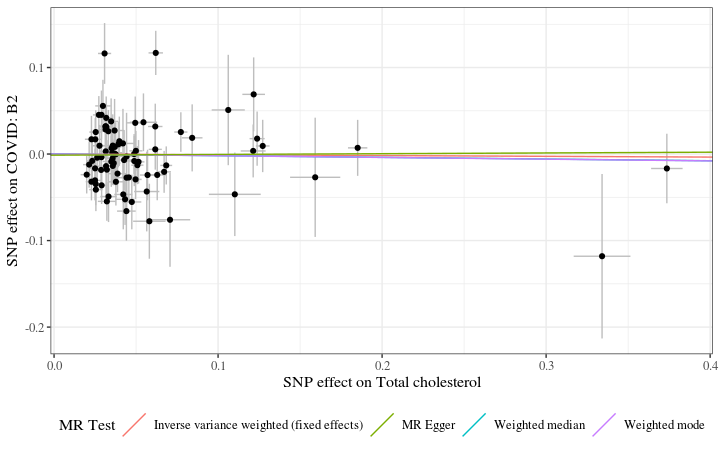 SNP effect on COVID: B2
0.1
0.0
-0.1
-0.2
0.0 0.1 0.2 0.3 0.4
SNP effect on Total cholesterol
MR Test Inverse variance weighted (fixed effects) MR Egger Weighted median Weighted mode